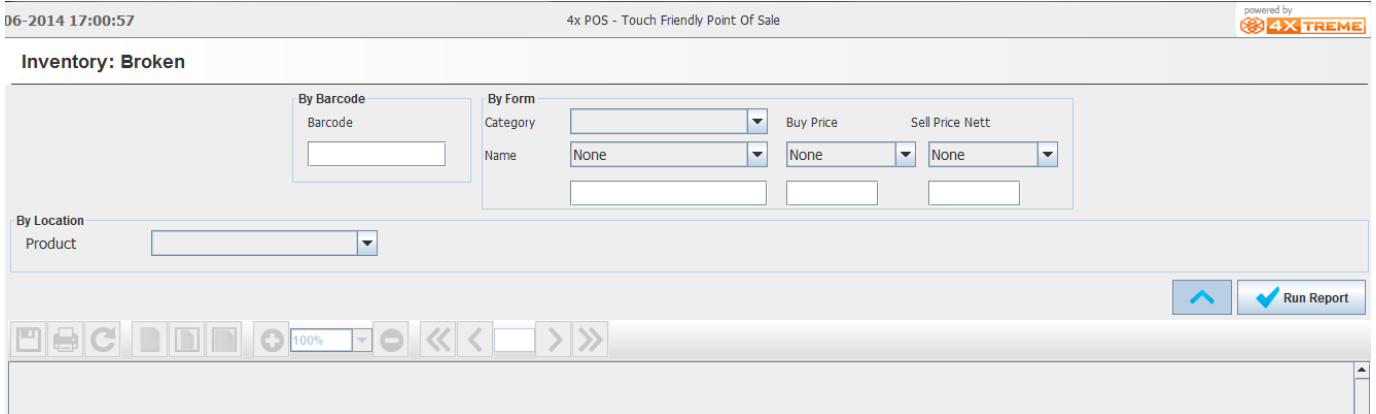 06-2014 17:00:57
4x POS - Touch Friendly Point Of Sale
powered by
4XTREME
Inventory: Broken
By Barcode
Barcode
By Form
Category
Buy Price
Sell Price Nett
Name
None
None
None
By Location
Product
Run Report
100%